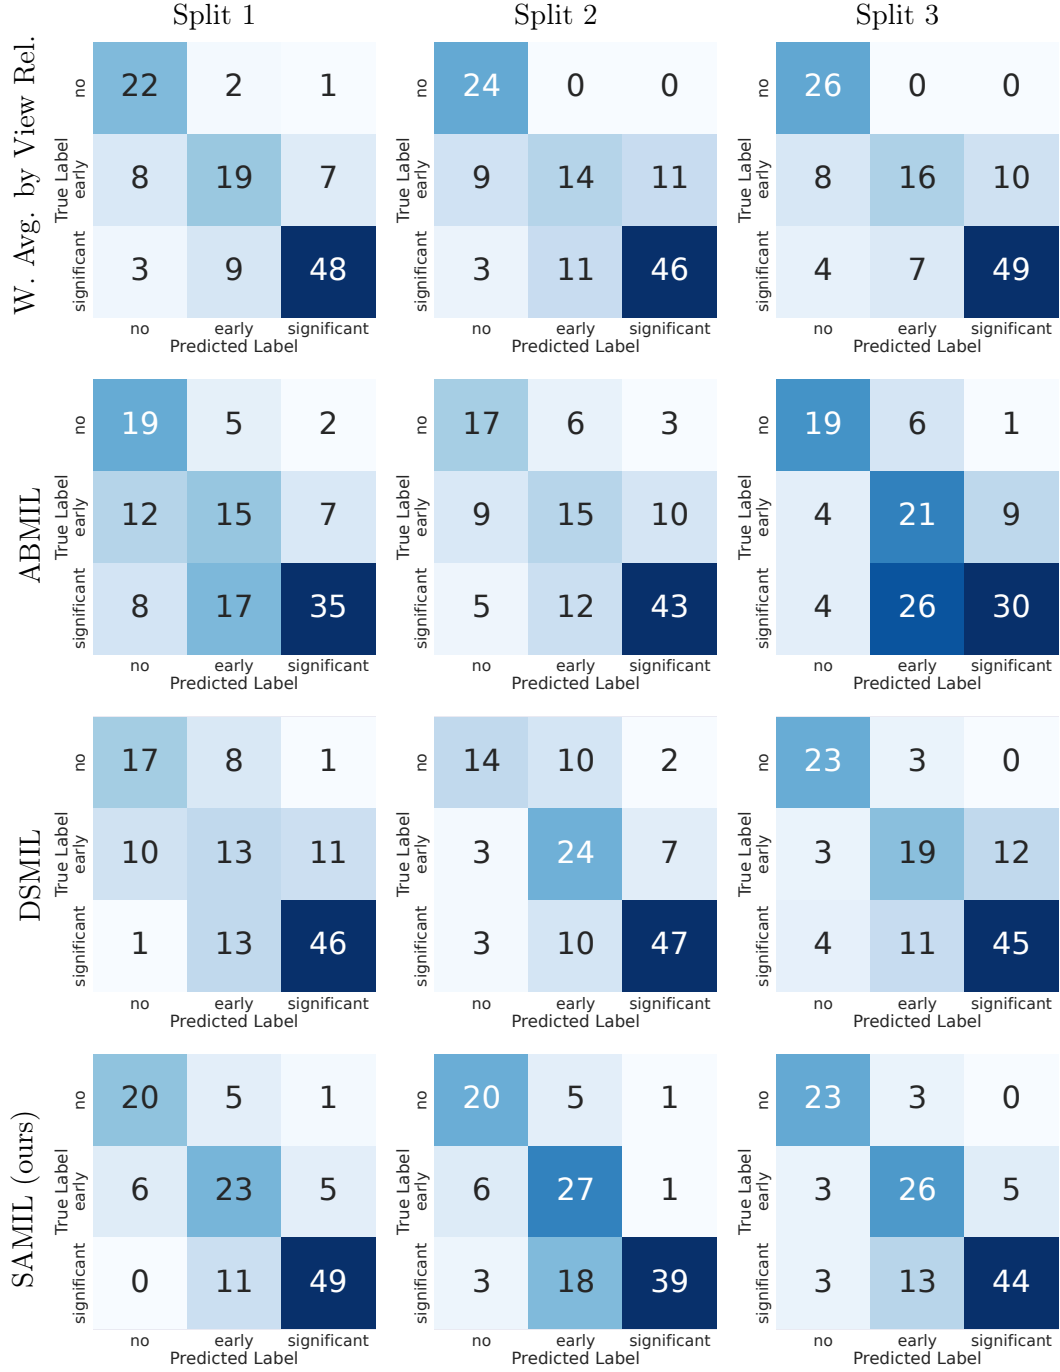 Split 1 Split 2 Split 3
W. Avg. by View Rel.
True Label
no 22 2 1
early 8 19 7
significant 3 9 48
no early significant
Predicted Label
True Label
no 24 0 0
early 9 14 11
significant 3 11 46
no early significant
Predicted Label
True Label
no 26 0 0
early 8 16 10
significant 4 7 49
no early significant
Predicted Label
ABMIL
True Label
no 19 5 2
early 12 15 7
significant 8 17 35
no early significant
Predicted Label
True Label
no 17 6 3
early 9 15 10
significant 5 12 43
no early significant
Predicted Label
True Label
no 19 6 1
early 4 21 9
significant 4 26 30
no early significant
Predicted Label
DSMIL
True Label
no 17 8 1
early 10 13 11
significant 1 13 46
no early significant
Predicted Label
True Label
no 14 10 2
early 3 24 7
significant 3 10 47
no early significant
Predicted Label
True Label
no 23 3 0
early 3 19 12
significant 4 11 45
no early significant
Predicted Label
SAMIL (ours)
True Label
no 20 5 1
early 6 23 5
significant 0 11 49
no early significant
Predicted Label
True Label
no 20 5 1
early 6 27 1
significant 3 18 39
no early significant
Predicted Label
True Label
no 23 3 0
early 3 26 5
significant 3 13 44
no early significant
Predicted Label